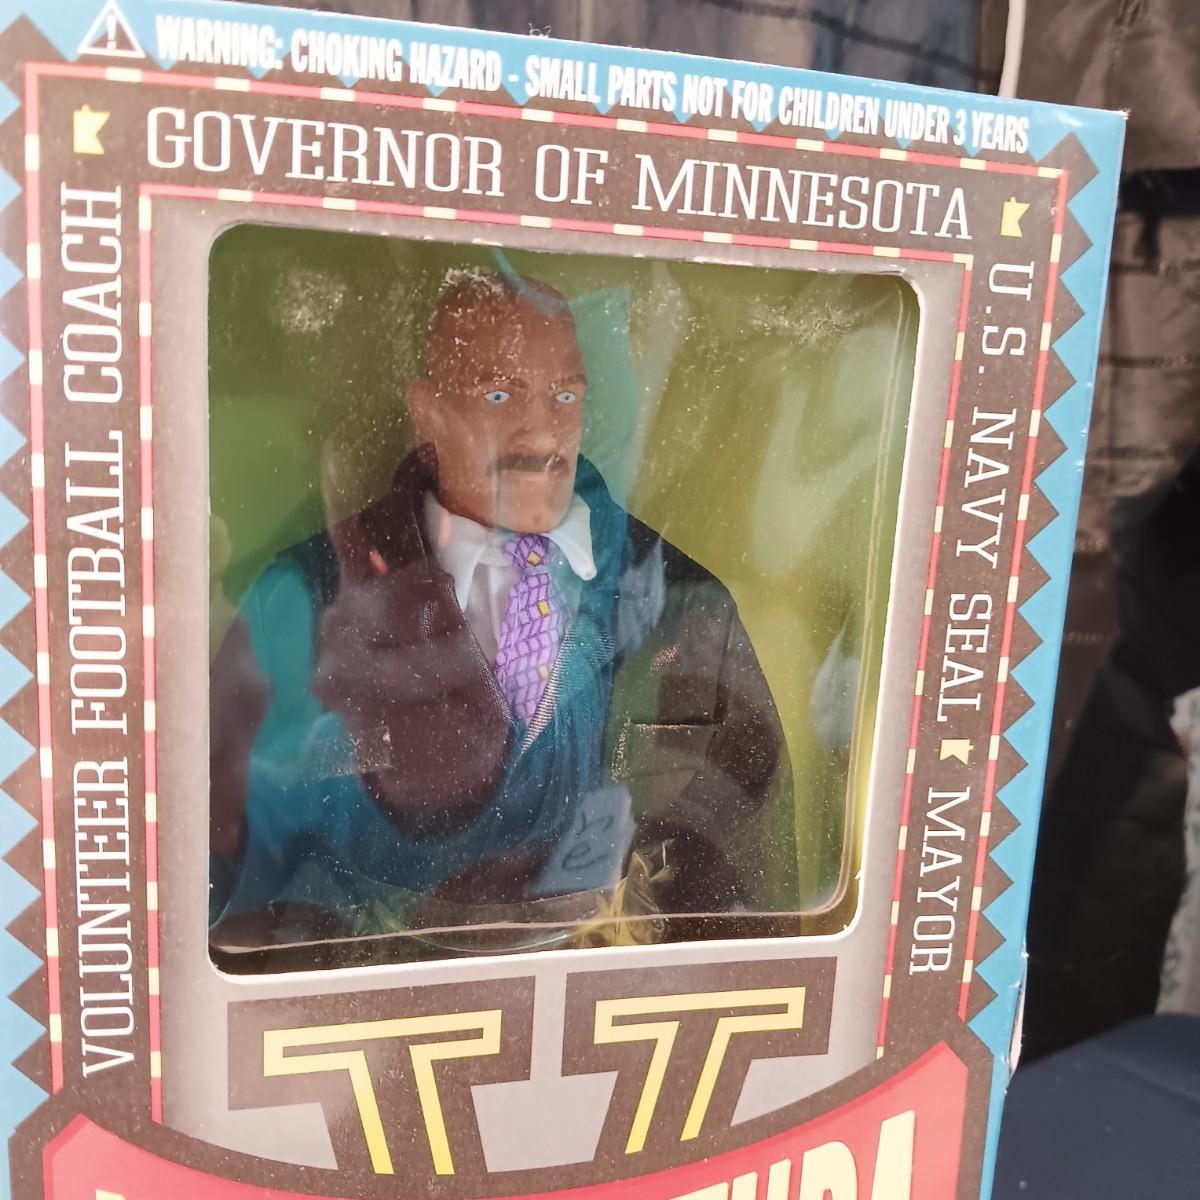 WARNING: CHOKING HAZARD - SMALL PARTS NOT FOR CHILDREN UNDER 3 YEARS
GOVERNOR OF MINNESOTA
VOLUNTEER FOOTBALL COACH
U.S. NAVY SEAL
MAYOR